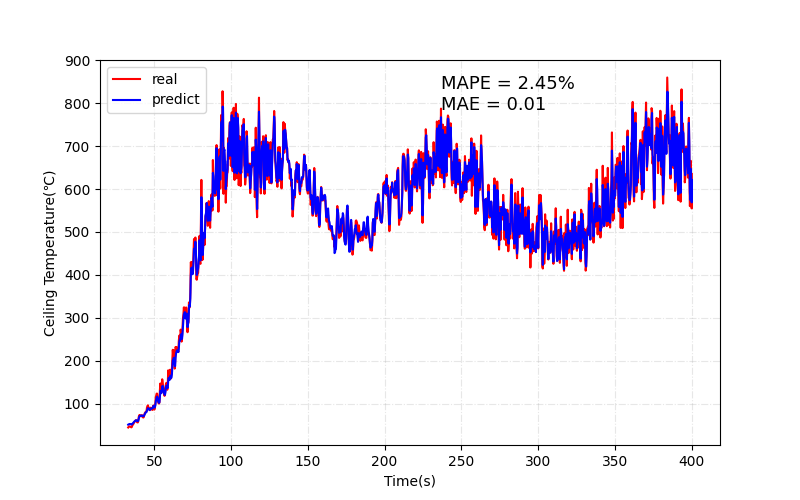 900
800
700
600
500
400
300
200
100
Ceiling Temperature(℃)
real
predict
MAPE = 2.45%
MAE = 0.01
50 100 150 200 250 300 350 400
Time(s)